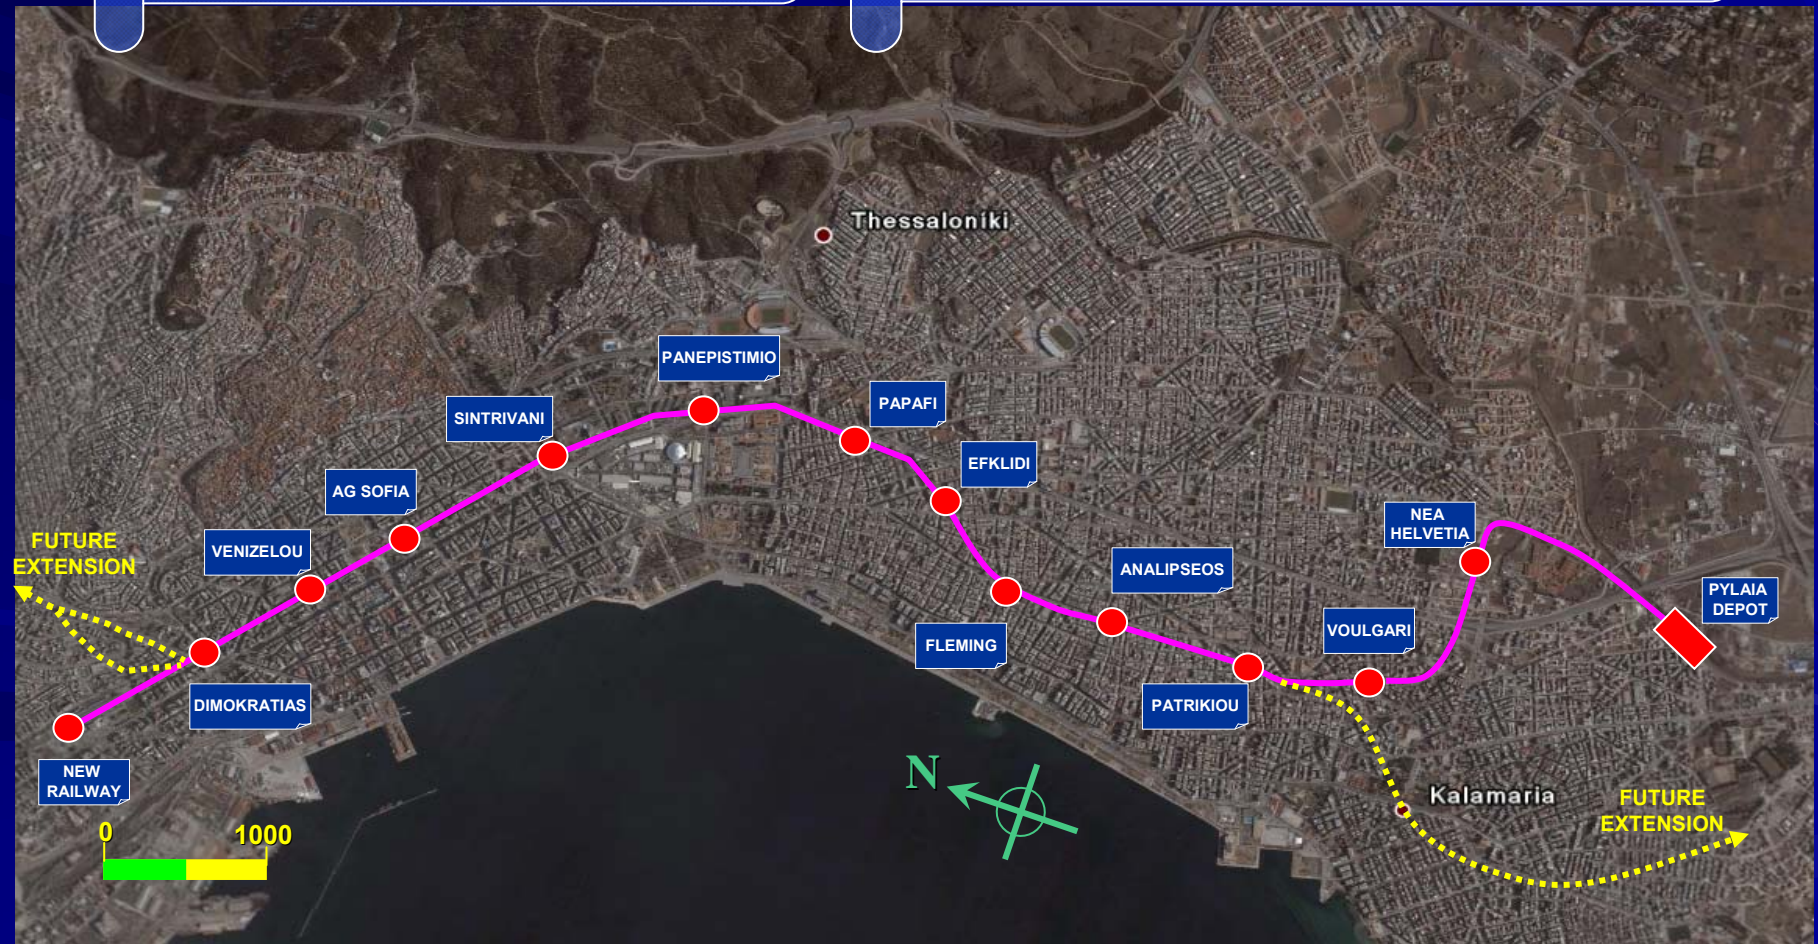 Thessaloniki
PANEPISTIMIO
PAPAFI
SINTRIVANI
EFKLIDI
AG SOFIA
NEA
HELVETIA
VENIZELOU
FUTURE
EXTENSION
ANALIPSEOS
PYLAIA
DEPOT
VOULGARI
FLEMING
DIMOKRATIAS
PATRIKIOU
NEW
RAILWAY
N
Kalamaria
FUTURE
EXTENSION
0 1000